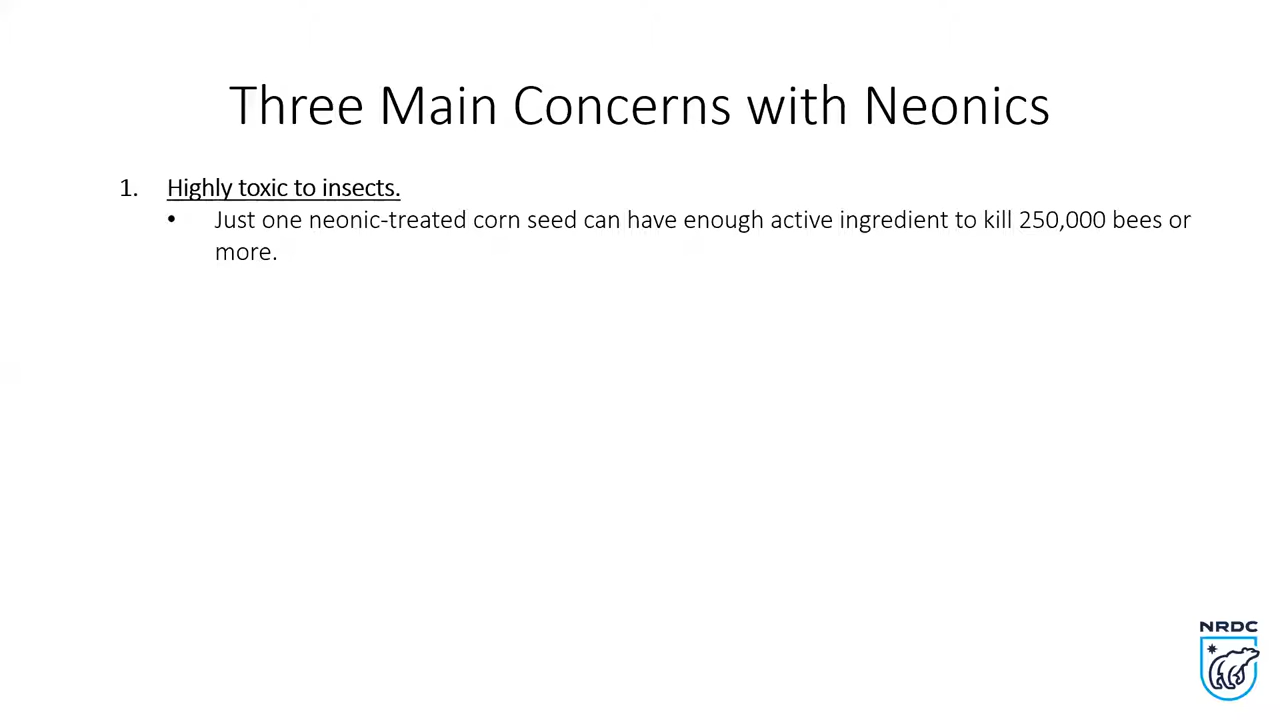 Three Main Concerns with Neonics
1. Highly toxic to insects.
• Just one neonic-treated corn seed can have enough active ingredient to kill 250,000 bees or
more.
NRDC